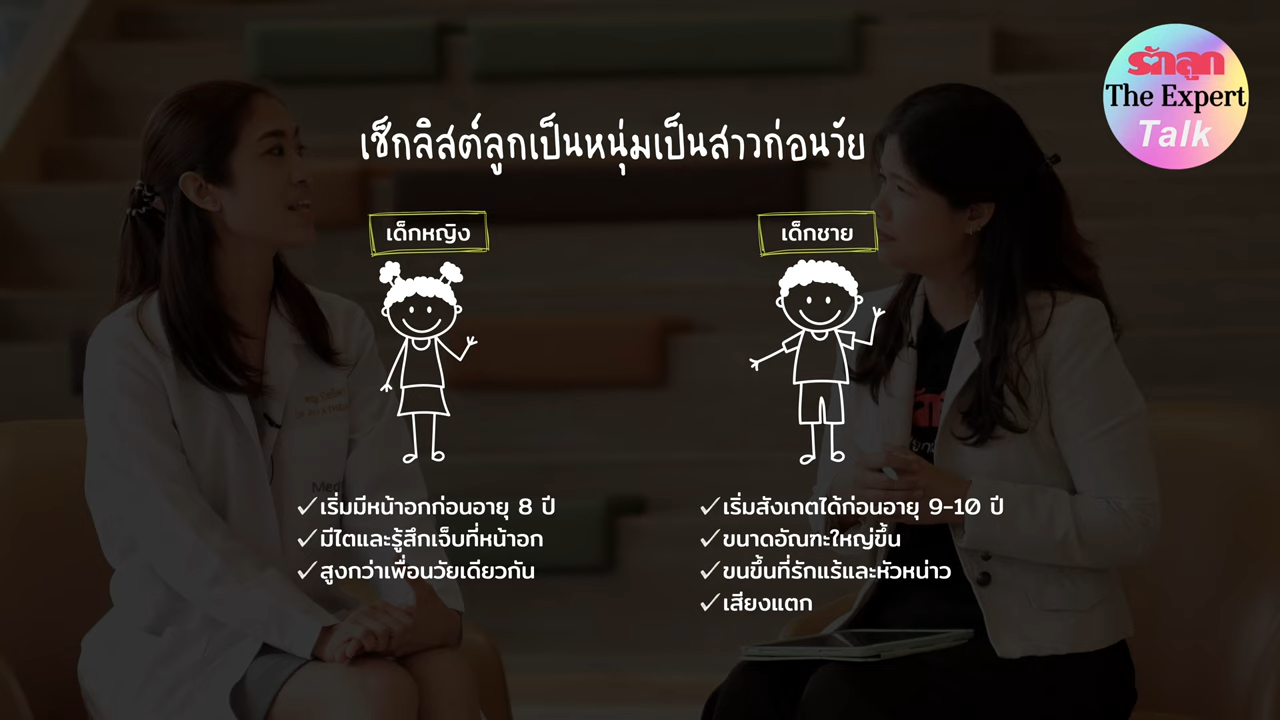 รักลูก
The Expert
Talk
เช็กลิสต์ลูกเป็นหนุ่มเป็นสาวก่อนวัย
เด็กหญิง
เด็กชาย
✓เริ่มมีหน้าอกก่อนอายุ 8 ปี
✓มีไตและรู้สึกเจ็บที่หน้าอก
✓สูงกว่าเพื่อนวัยเดียวกัน
✓เริ่มสังเกตได้ก่อนอายุ 9-10 ปี
✓ขนาดอัณฑะใหญ่ขึ้น
✓ขนขึ้นที่รักแร้และหัวหน่าว
✓เสียงแตก